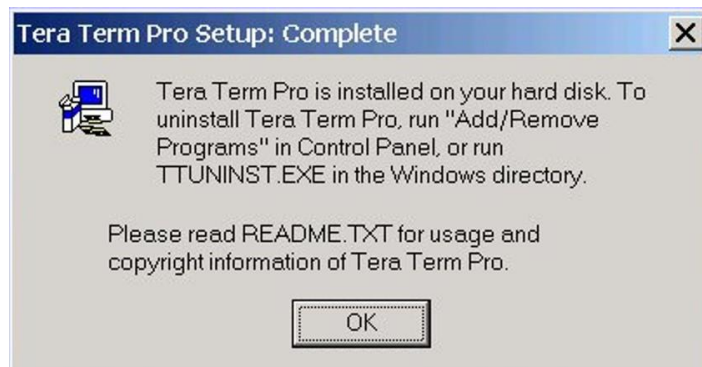 Tera Term Pro Setup: Complete
Tera Term Pro is installed on your hard disk. To
uninstall Tera Term Pro, run "Add/Remove
Programs" in Control Panel, or run
TTUNINST.EXE in the Windows directory.
Please read README.TXT for usage and
copyright information of Tera Term Pro.
OK